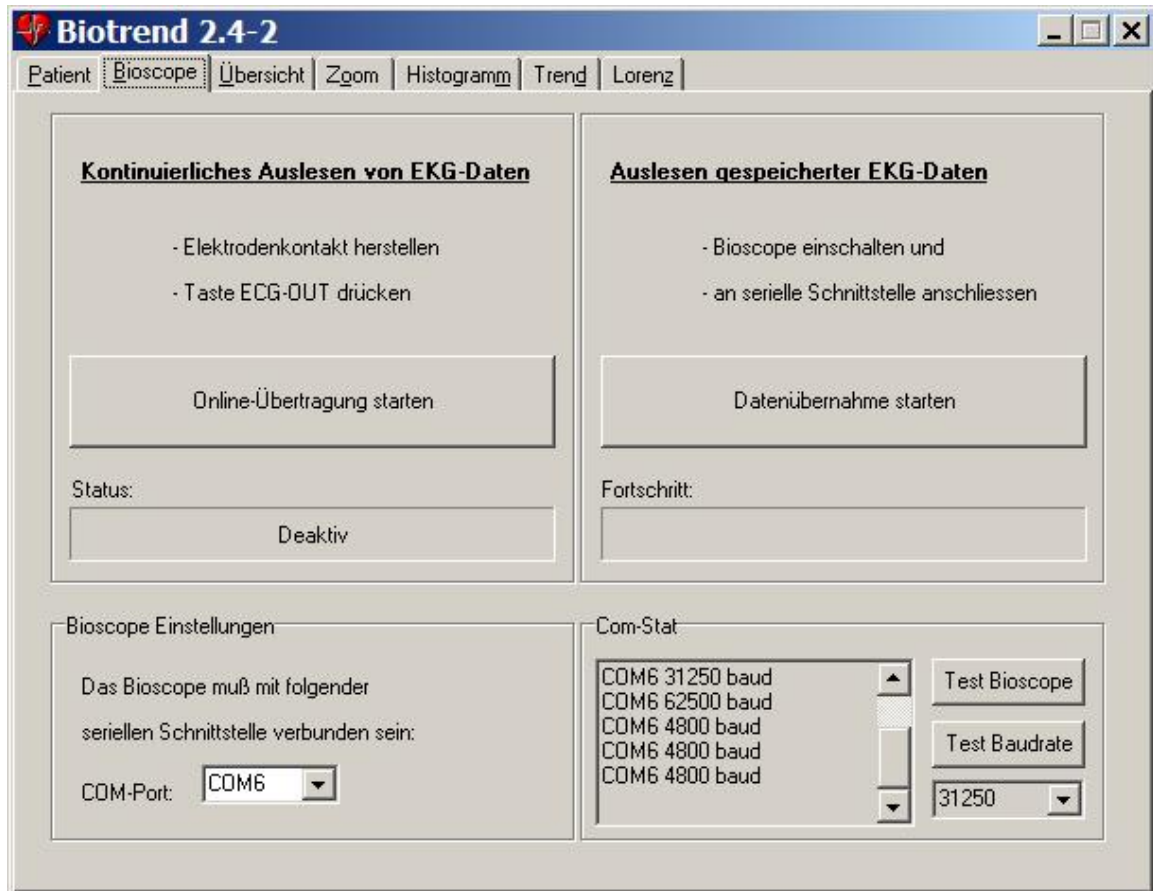 Biotrend 2.4-2
Patient Bioscope Übersicht Zoom Histogramm Trend Lorenz
Kontinuierliches Auslesen von EKG-Daten
- Elektrodenkontakt herstellen
- Taste ECG-OUT drücken
Online-Übertragung starten
Status:
Deaktiv
Auslesen gespeicherter EKG-Daten
- Bioscope einschalten und
- an serielle Schnittstelle anschliessen
Datenübernahme starten
Fortschritt:
Bioscope Einstellungen
Das Bioscope muß mit folgender
seriellen Schnittstelle verbunden sein:
COM-Port: COM6
Com-Stat
COM6 31250 baud
COM6 62500 baud
COM6 4800 baud
COM6 4800 baud
COM6 4800 baud
Test Bioscope
Test Baudrate
31250